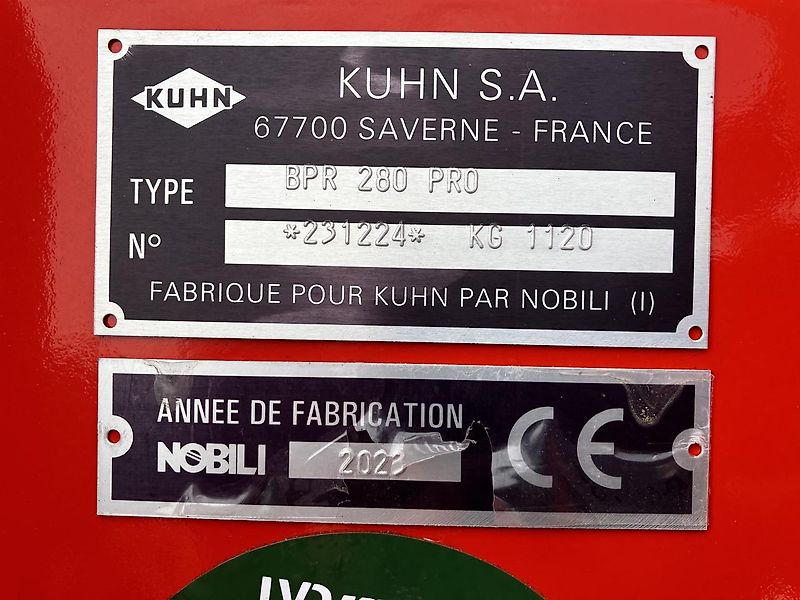 KUHN
KUHN S.A.
67700 SAVERNE - FRANCE
TYPE BPR 280 PRO
N° *231224* KG 1120
FABRIQUE POUR KUHN PAR NOBILI (I)
ANNEE DE FABRICATION
NOBILI 2023
CE